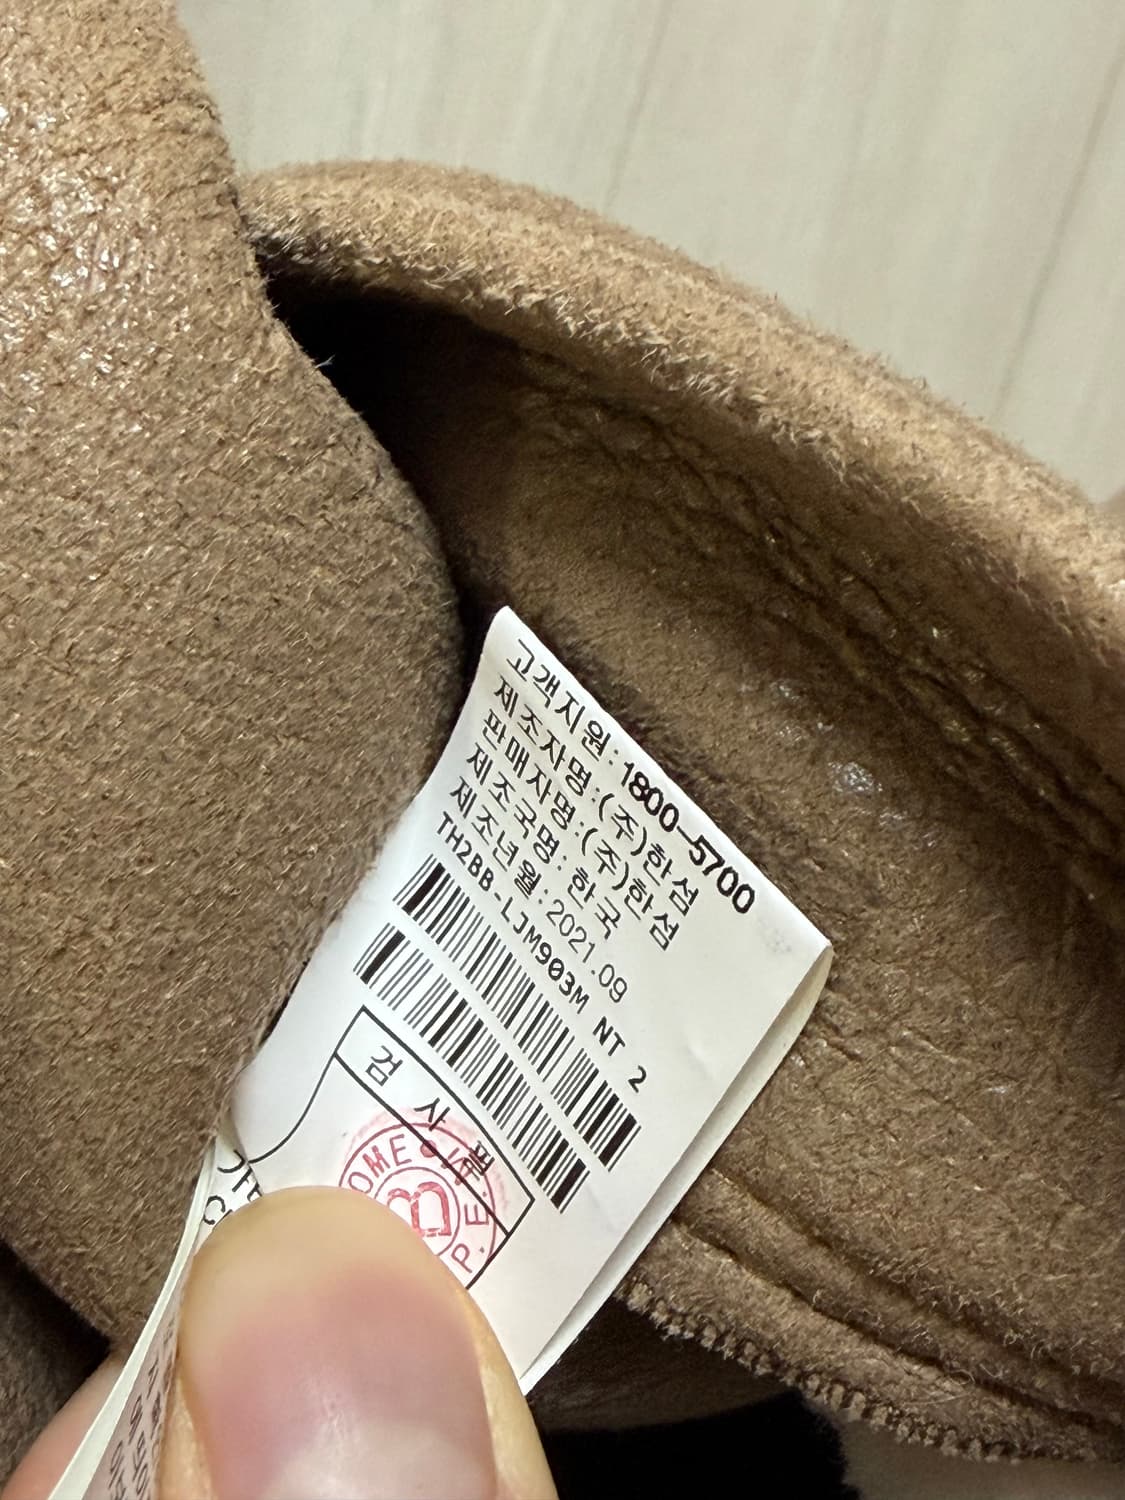 고객지원:1800-5700
제조자명:(주)한섬
판매자명:(주)한섬
제조국명:한국
제조년월:2021.09
TH2BB-LJM903M NT 2
검 사 필
OME
B
P.E.